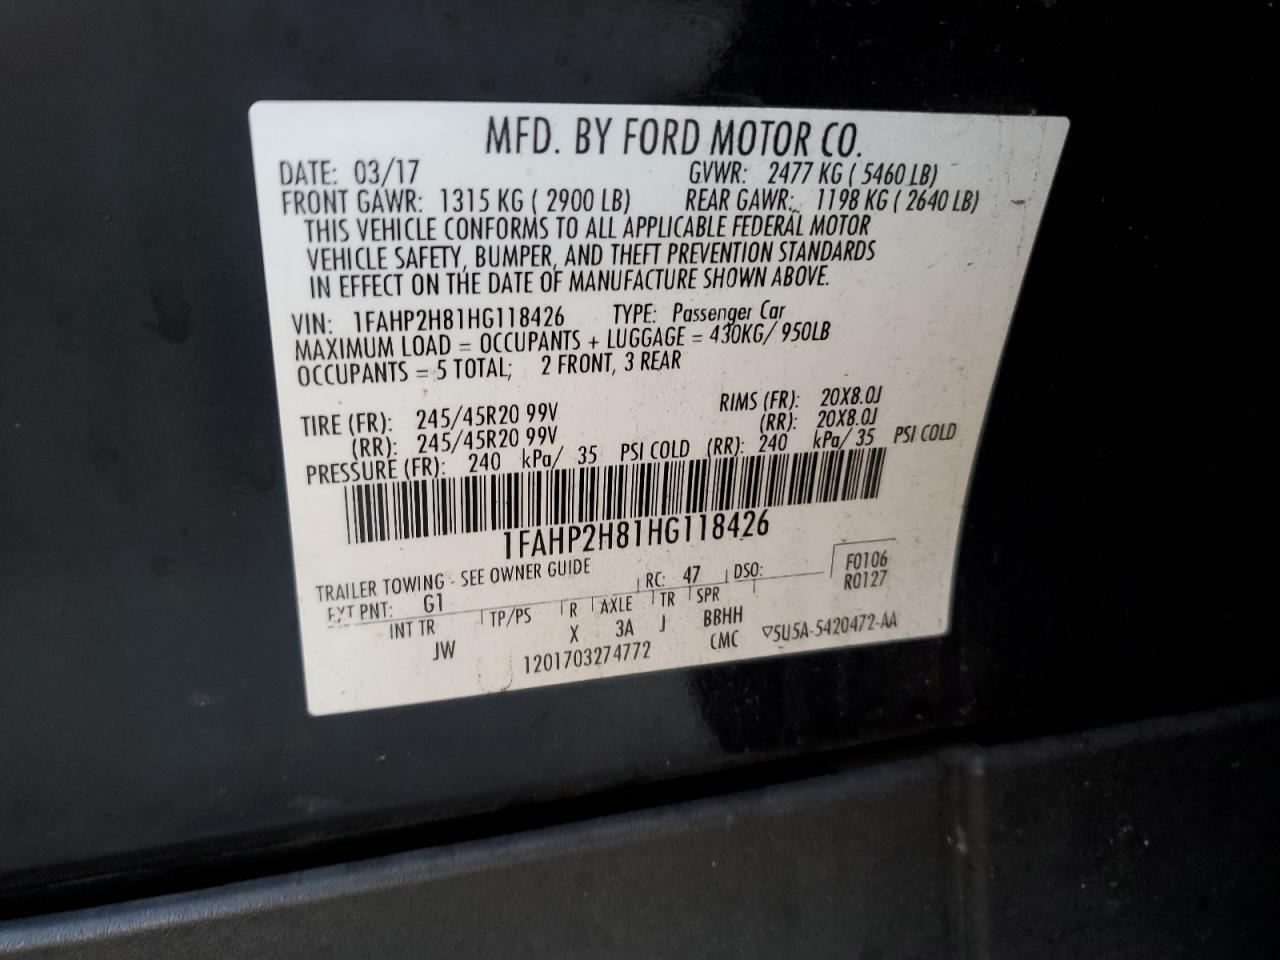 MFD. BY FORD MOTOR CO.
DATE: 03/17 GVWR: 2477 KG ( 5460 LB)
FRONT GAWR: 1315 KG ( 2900 LB) REAR GAWR: 1198 KG ( 2640 LB)
THIS VEHICLE CONFORMS TO ALL APPLICABLE FEDERAL MOTOR
VEHICLE SAFETY, BUMPER, AND THEFT PREVENTION STANDARDS
IN EFFECT ON THE DATE OF MANUFACTURE SHOWN ABOVE.
VIN: 1FAHP2H81HG118426 TYPE: Passenger Car
MAXIMUM LOAD = OCCUPANTS + LUGGAGE = 430KG/ 950LB
OCCUPANTS = 5 TOTAL; 2 FRONT, 3 REAR
TIRE (FR): 245/45R20 99V RIMS (FR): 20X8.0J
(RR): 245/45R20 99V (RR): 20X8.0J
PRESSURE (FR): 240 kPa/ 35 PSI COLD (RR): 240 kPa/ 35 PSI COLD
1FAHP2H81HG118426
TRAILER TOWING - SEE OWNER GUIDE RC: 47 DSO: F0106
EXT PNT: G1 R0127
INT TR TP/PS R AXLE TR SPR
JW X 3A J BBHH
1201703274772 CMC ▽5U5A-5420472-AA